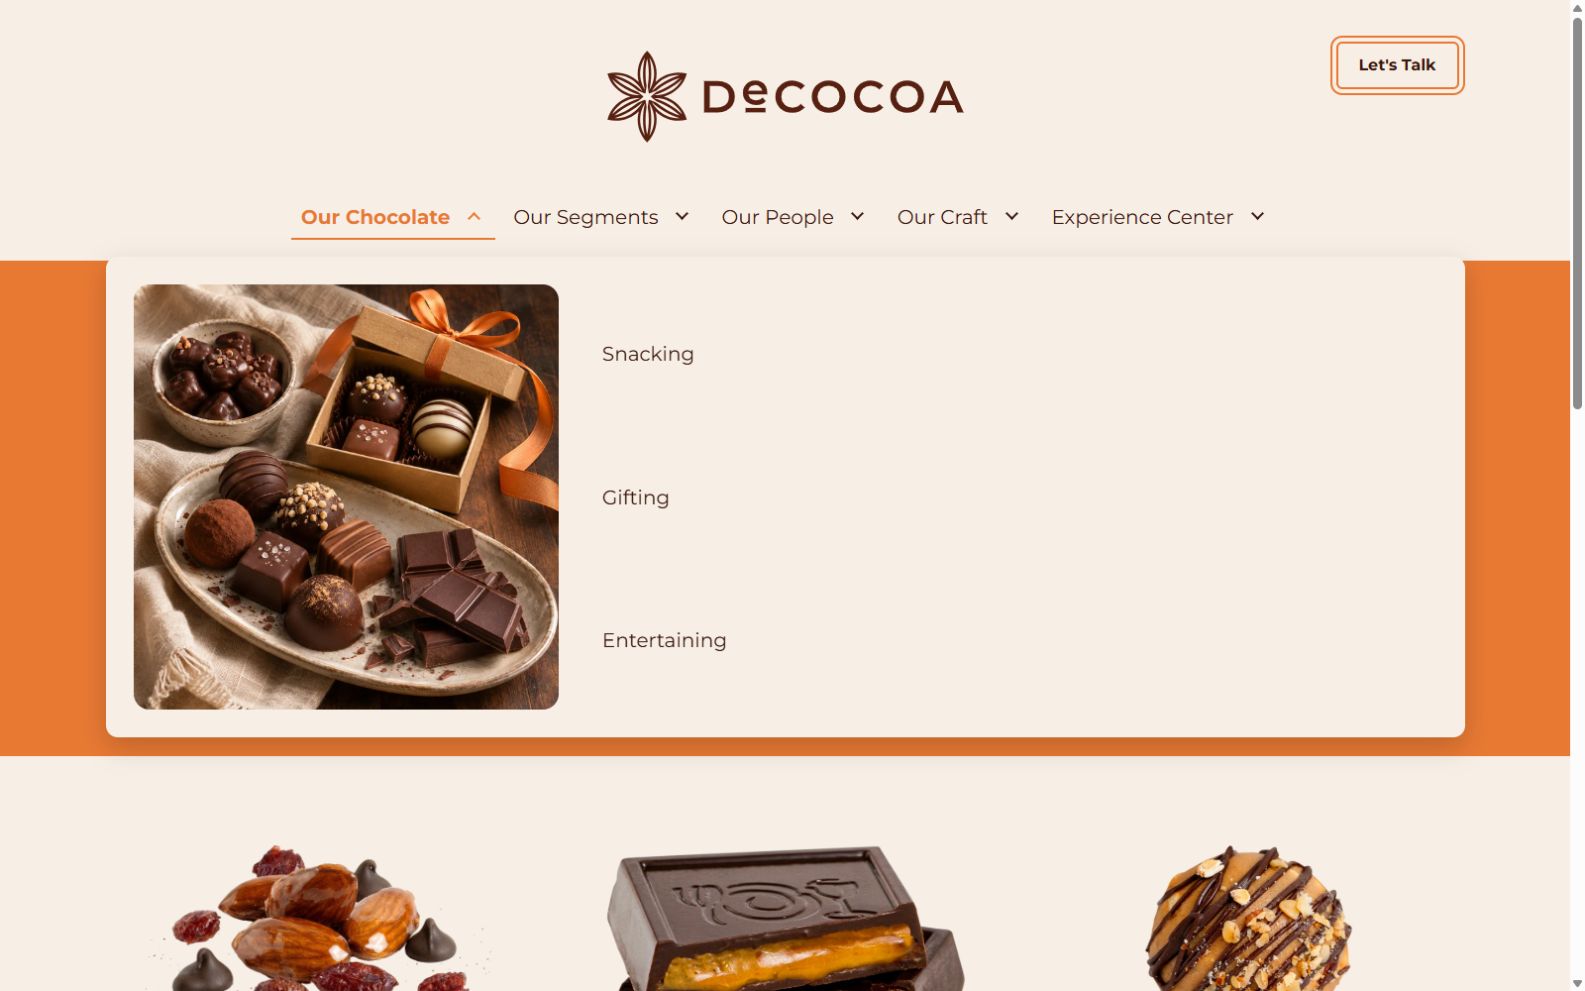 DeCOCOA
Let's Talk
Our Chocolate
Our Segments
Our People
Our Craft
Experience Center
Snacking
Gifting
Entertaining